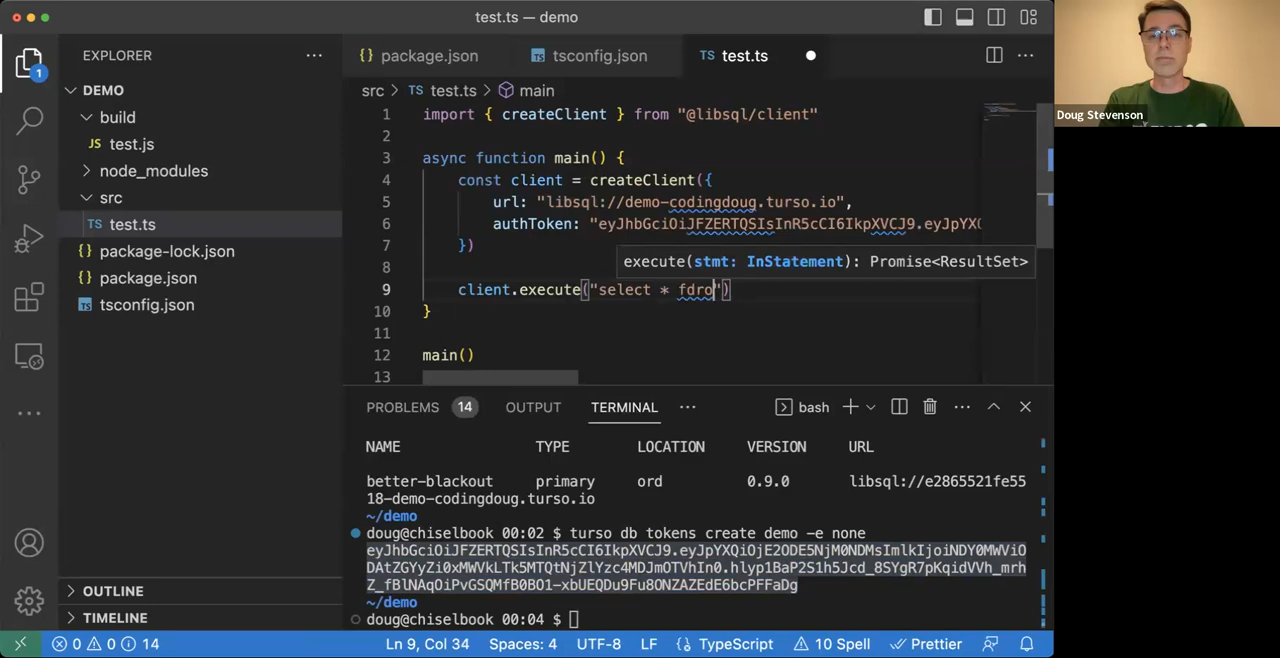 test.ts — demo
EXPLORER
package.json
tsconfig.json
TS test.ts
1
DEMO
src > TS test.ts > main
build
JS test.js
node_modules
src
TS test.ts
package-lock.json
package.json
TS tsconfig.json
1 import { createClient } from "@libsql/client"
2
3 async function main() {
4 const client = createClient({
5 url: "libsql://demo-codingdoug.turso.io",
6 authToken: "eyJhbGciOiJFZERTQSIsInR5cCI6IkpXVCJ9.eyJpYX
7 })
execute(stmt: InStatement): Promise<ResultSet>
8
9 client.execute("select * fdro")
10 }
11
12 main()
13
Doug Stevenson
PROBLEMS 14 OUTPUT TERMINAL
bash
NAME TYPE LOCATION VERSION URL
better-blackout primary ord 0.9.0 libsql://e2865521fe55
18-demo-codingdoug.turso.io
~/demo
doug@chiselbook 00:02 $ turso db tokens create demo -e none
~/demo
doug@chiselbook 00:04 $
OUTLINE
TIMELINE
0 0 14
Ln 9, Col 34
Spaces: 4
UTF-8
LF
{} TypeScript
10 Spell
Prettier